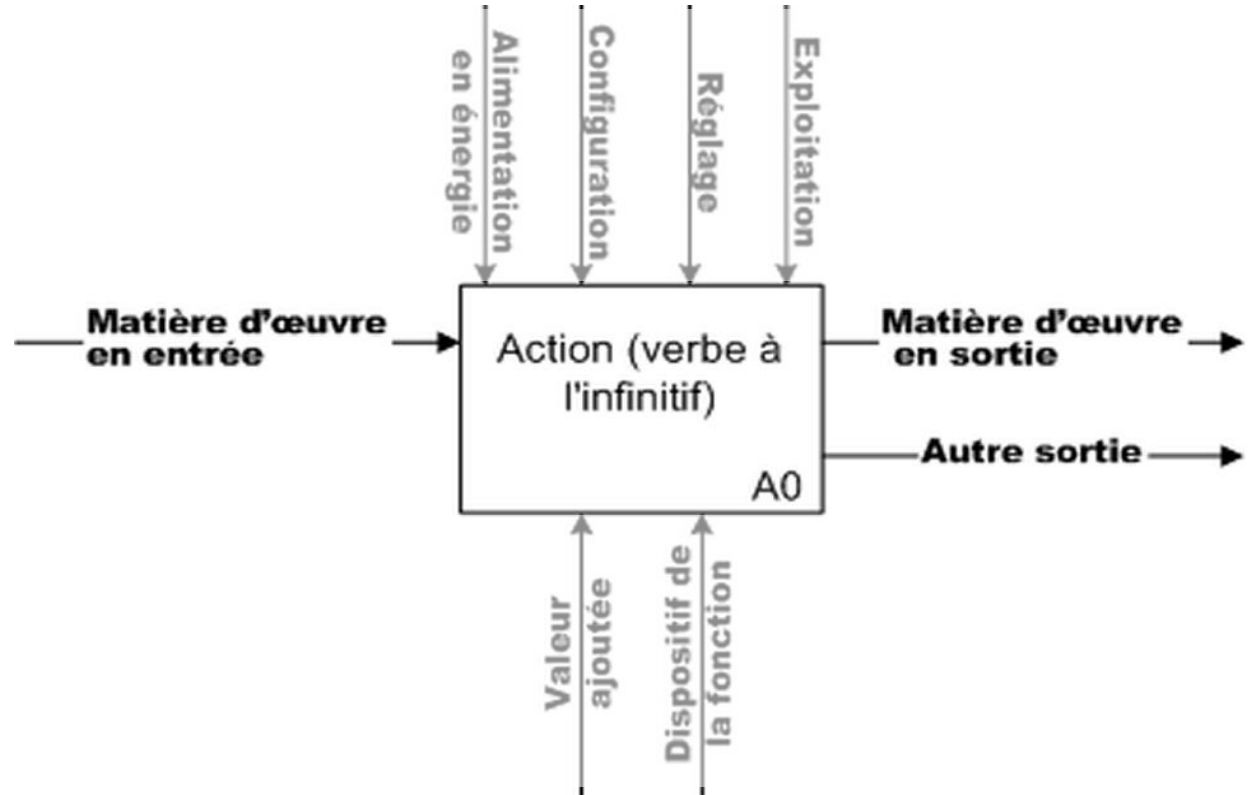 Alimentation
en énergie
Configuration
Réglage
Exploitation
Matière d'œuvre
en entrée
Action (verbe à
l'infinitif)
A0
Matière d'œuvre
en sortie
Autre sortie
Valeur
ajoutée
Dispositif de
la fonction